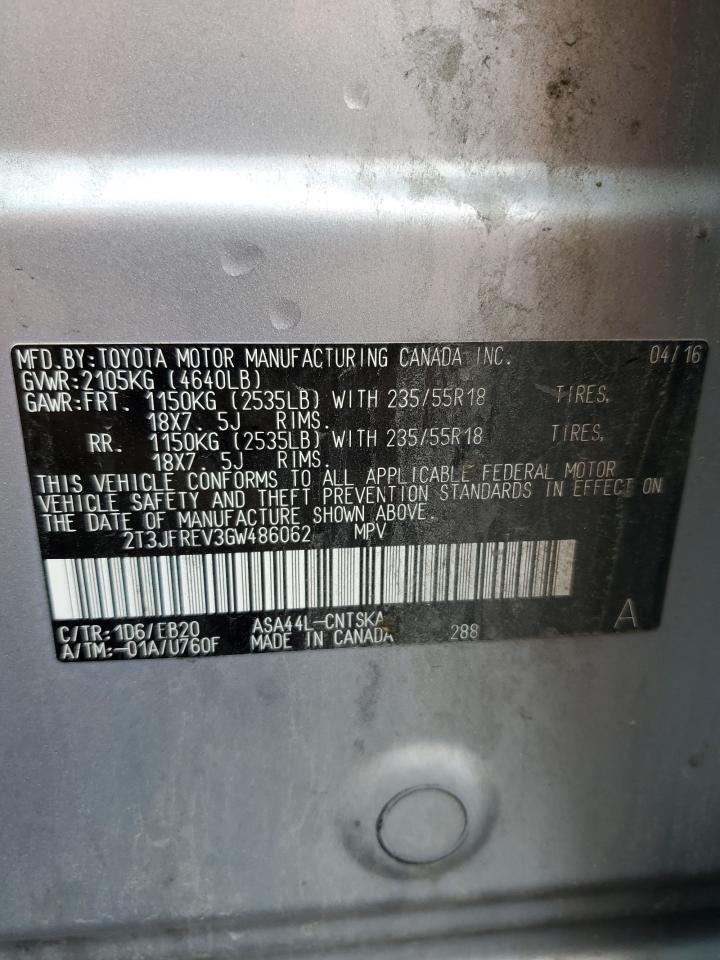 MFD.BY:TOYOTA MOTOR MANUFACTURING CANADA INC. 04/16
GVWR:2105KG (4640LB)
GAWR:FRT. 1150KG (2535LB) WITH 235/55R18 TIRES,
18X7. 5J RIMS.
RR. 1150KG (2535LB) WITH 235/55R18 TIRES,
18X7. 5J RIMS.
THIS VEHICLE CONFORMS TO ALL APPLICABLE FEDERAL MOTOR
VEHICLE SAFETY AND THEFT PREVENTION STANDARDS IN EFFECT ON
THE DATE OF MANUFACTURE SHOWN ABOVE.
2T3JFREV3GW486062 MPV
C/TR:1D6/EB20 ASA44L-CNTSKA 288 A
A/TM:-01A/U760F MADE IN CANADA